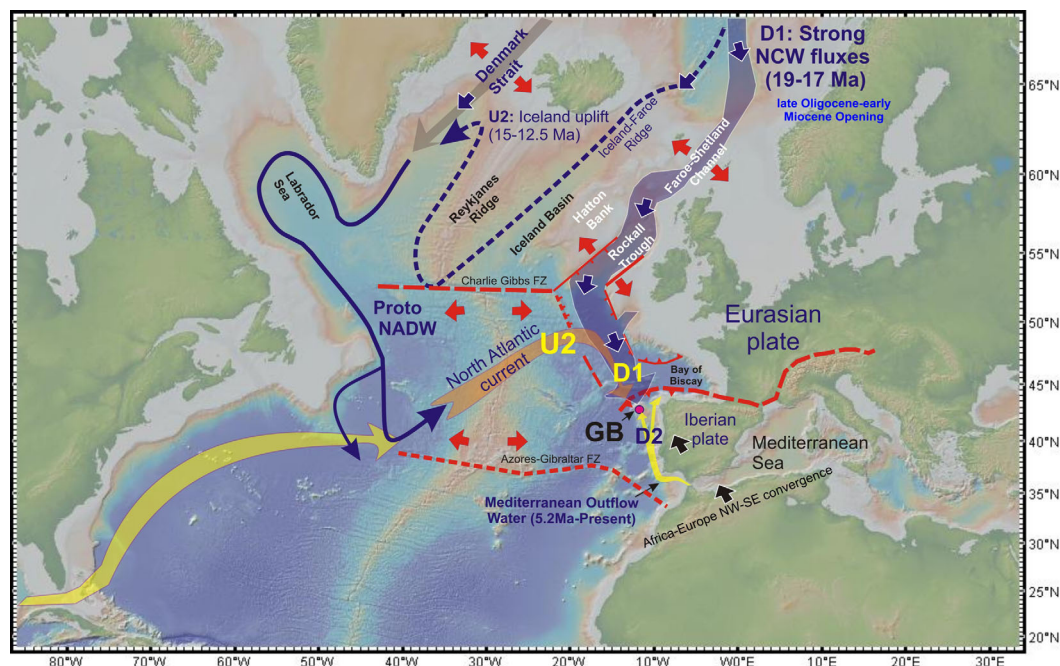 D1: Strong
NCW fluxes
(19-17 Ma)
late Oligocene-early
Miocene Opening
Denmark
Strait
U2: Iceland uplift
(15-12.5 Ma)
Iceland-Faroe
Ridge
Faroe-Shetland
Channel
Labrador
Sea
Reykjanes
Ridge
Iceland Basin
Hatton
Bank
Rockall
Trough
Charlie Gibbs FZ
Proto
NADW
North Atlantic
current
U2
D1
Eurasian
plate
Bay of
Biscay
GB
D2
Iberian
plate
Mediterranean
Sea
Azores-Gibraltar FZ
Mediterranean Outflow
Water (5.2Ma-Present)
Africa-Europe NW-SE convergence
65°N
60°N
55°N
50°N
45°N
40°N
35°N
30°N
25°N
20°N
80°W
70°W
60°W
50°W
40°W
30°W
20°W
10°W
W00°E
10°E
20°E
30°E